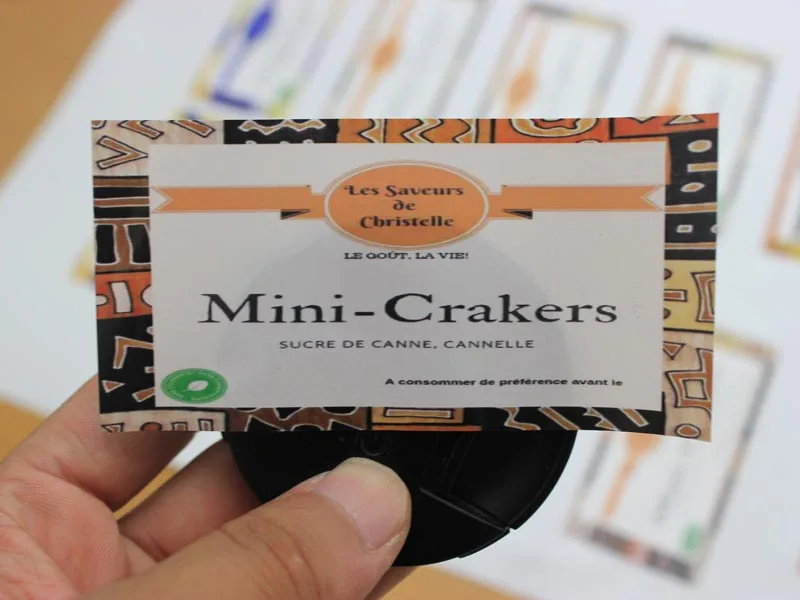 Les Saveurs
de
Christelle
LE GOÛT, LA VIE!
Mini-Crakers
SUCRE DE CANNE, CANNELLE
A consommer de préférence avant le